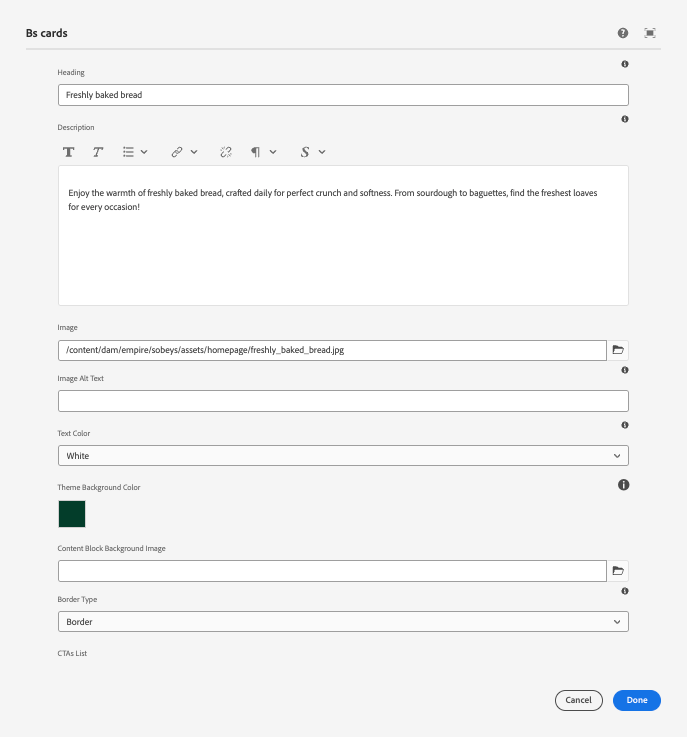 Bs cards
Heading
Freshly baked bread
Description
Enjoy the warmth of freshly baked bread, crafted daily for perfect crunch and softness. From sourdough to baguettes, find the freshest loaves
for every occasion!
Image
/content/dam/empire/sobeys/assets/homepage/freshly_baked_bread.jpg
Image Alt Text
Text Color
White
Theme Background Color
Content Block Background Image
Border Type
Border
CTAs List
Cancel Done